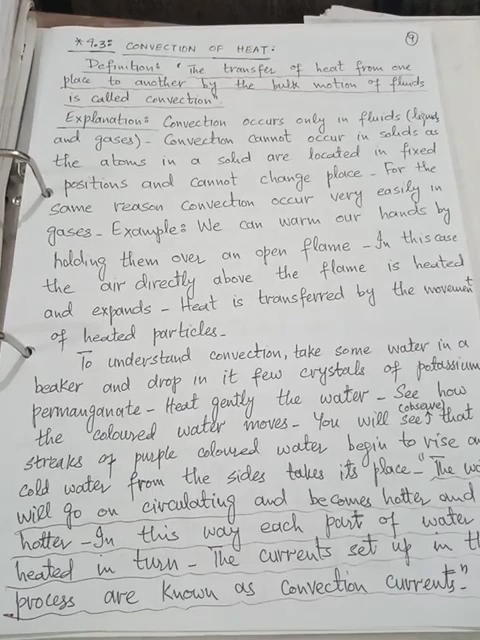 * 9.3: CONVECTION OF HEAT:
9
Definition: "The transfer of heat from one
place to another by the bulk motion of fluids
is called convection".
Explanation: Convection occurs only in fluids (liquids
and gases) - Convection cannot occur in solids as
the atoms in a solid are located in fixed
positions and cannot change place - For the
same reason convection occur very easily in
gases - Example: We can warm our hands by
holding them over an open flame - In this case
the air directly above the flame is heated
and expands - Heat is transferred by the movement
of heated particles -
To understand convection, take some water in a
beaker and drop in it few crystals of potassium
permanganate - Heat gently the water - See how
the coloured water moves - You will see (observe) that
streaks of purple coloured water begin to rise an
cold water from the sides takes its place - "The wa
will go on circulating and becomes hotter and
hotter - In this way each part of water
heated in turn - The currents set up in th
process are known as convection currents."